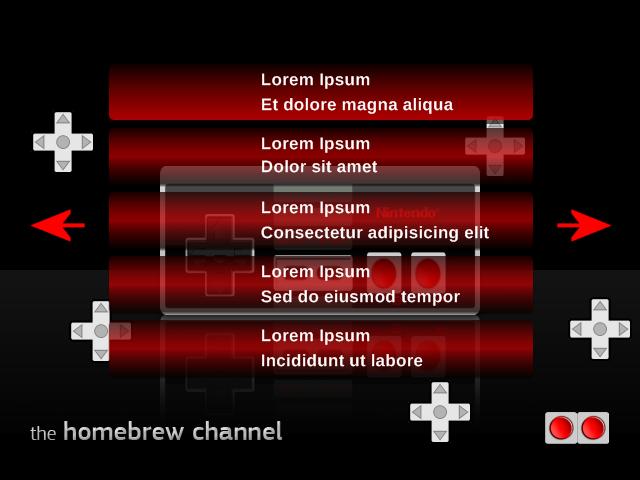 Lorem Ipsum
Et dolore magna aliqua
Lorem Ipsum
Dolor sit amet
Lorem Ipsum
Nintendo
Consectetur adipisicing elit
Lorem Ipsum
Sed do eiusmod tempor
Lorem Ipsum
Incididunt ut labore
the homebrew channel